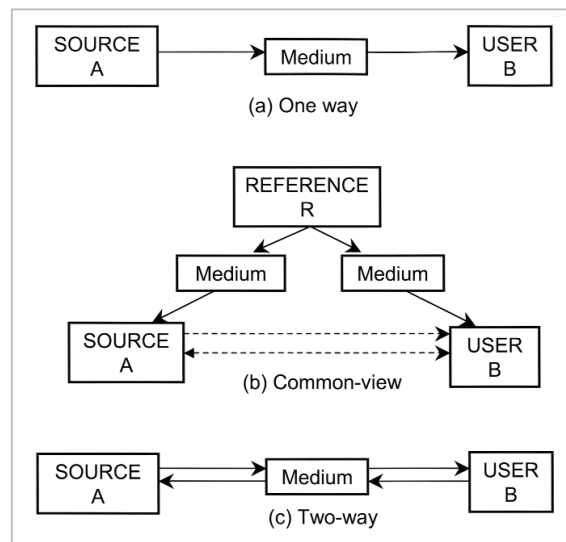 SOURCE
A
Medium
USER
B
(a) One way
REFERENCE
R
Medium
Medium
SOURCE
A
USER
B
(b) Common-view
SOURCE
A
Medium
USER
B
(c) Two-way